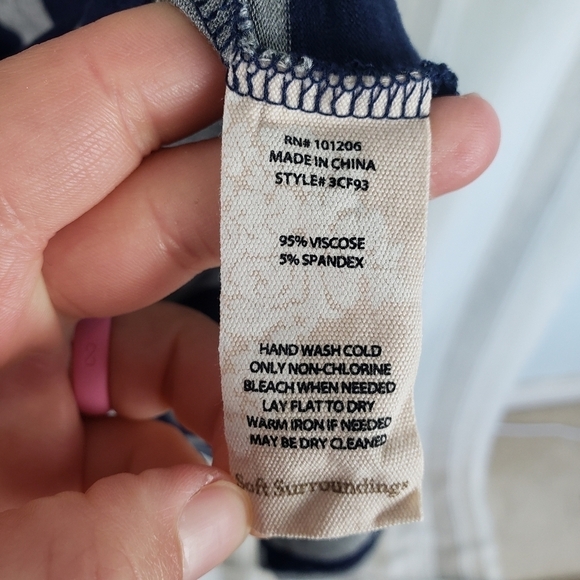 RN# 101206
MADE IN CHINA
STYLE# 3CF93
95% VISCOSE
5% SPANDEX
HAND WASH COLD
ONLY NON-CHLORINE
BLEACH WHEN NEEDED
LAY FLAT TO DRY
WARM IRON IF NEEDED
MAY BE DRY CLEANED
Soft Surroundings